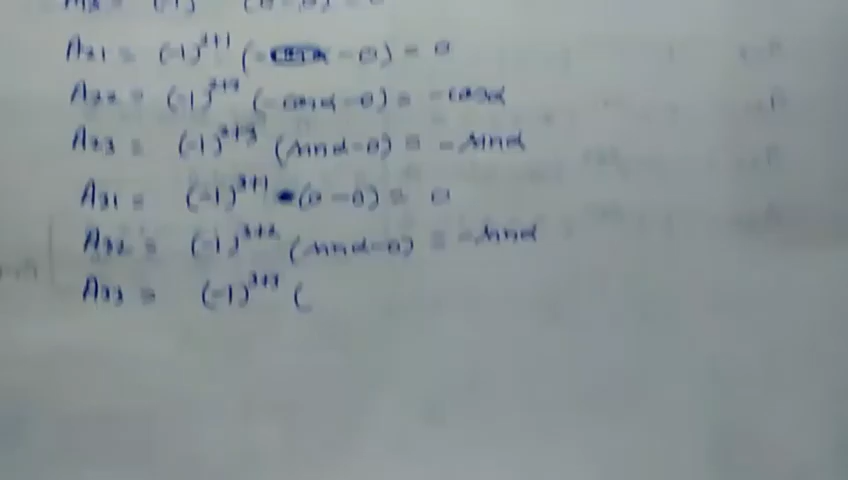 A₂₁ = (-1)²⁺¹ (- - 0) = 0
A₂₂ = (-1)²⁺² (-cosα-0) = -cosα
A₂₃ = (-1)²⁺³ (sinα-0) = -sinα
A₃₁ = (-1)³⁺¹ (0-0) = 0
A₃₂ = (-1)³⁺² (sinα-0) = -sinα
A₃₃ = (-1)³⁺³ (